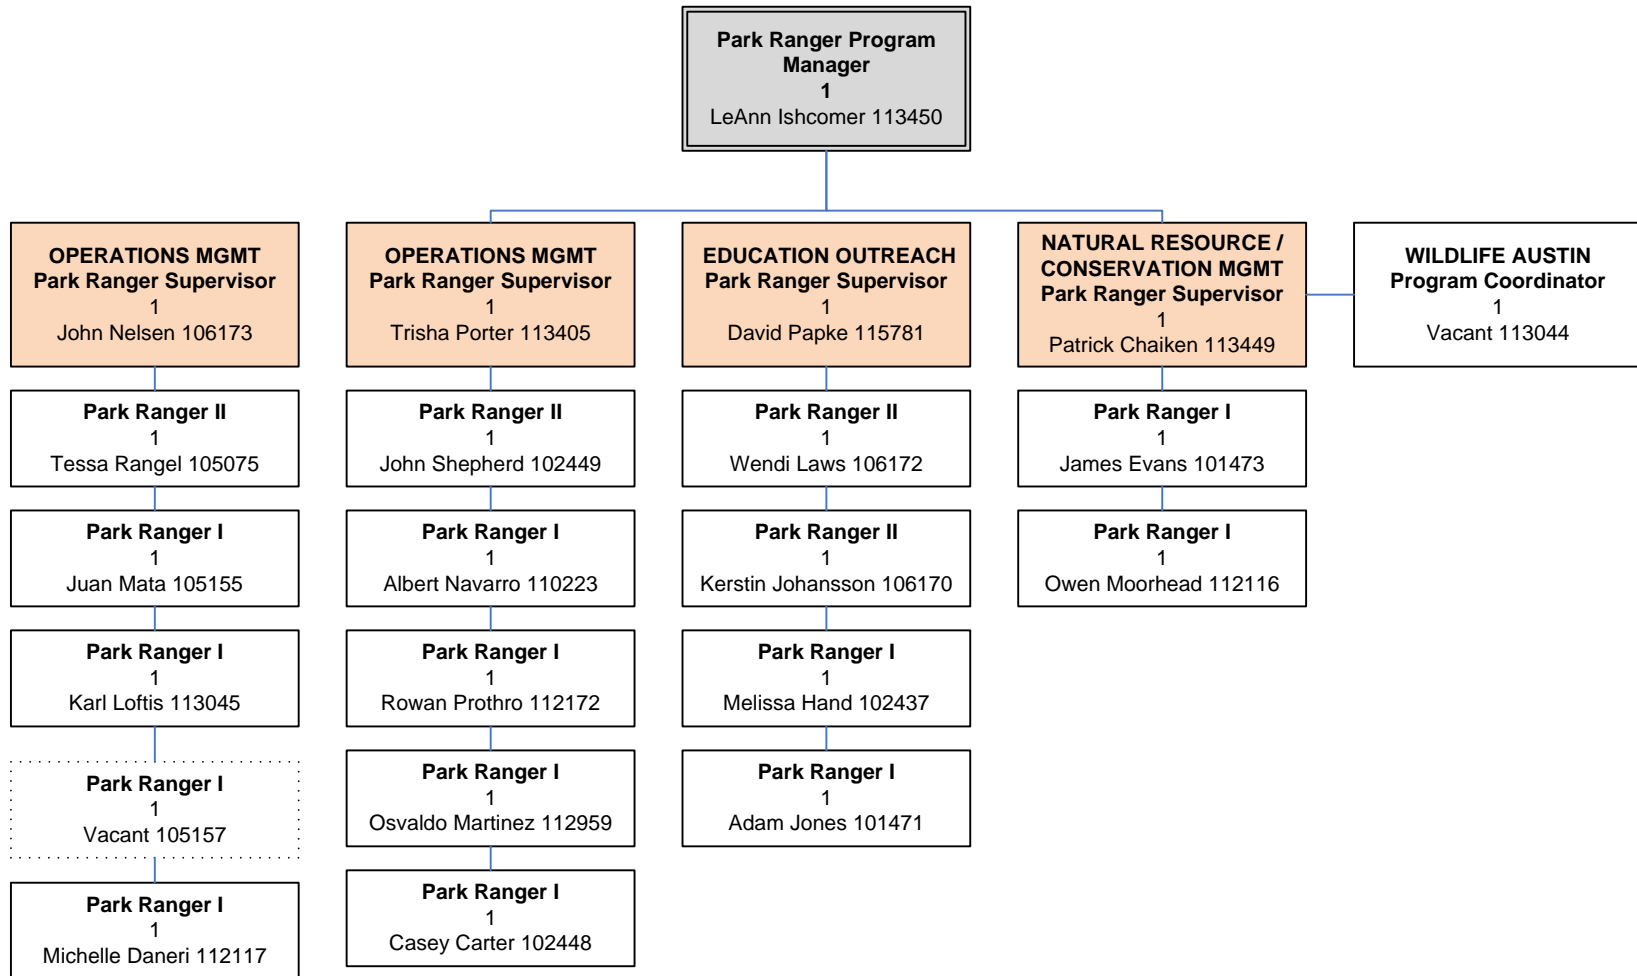 Park Ranger Program
Manager
1
LeAnn Ishcomer 113450
OPERATIONS MGMT
Park Ranger Supervisor
1
John Nelsen 106173
OPERATIONS MGMT
Park Ranger Supervisor
1
Trisha Porter 113405
EDUCATION OUTREACH
Park Ranger Supervisor
1
David Papke 115781
NATURAL RESOURCE /
CONSERVATION MGMT
Park Ranger Supervisor
1
Patrick Chaiken 113449
WILDLIFE AUSTIN
Program Coordinator
1
Vacant 113044
Park Ranger II
1
Tessa Rangel 105075
Park Ranger II
1
John Shepherd 102449
Park Ranger II
1
Wendi Laws 106172
Park Ranger I
1
James Evans 101473
Park Ranger I
1
Juan Mata 105155
Park Ranger I
1
Albert Navarro 110223
Park Ranger II
1
Kerstin Johansson 106170
Park Ranger I
1
Owen Moorhead 112116
Park Ranger I
1
Karl Loftis 113045
Park Ranger I
1
Rowan Prothro 112172
Park Ranger I
1
Melissa Hand 102437
Park Ranger I
1
Vacant 105157
Park Ranger I
1
Osvaldo Martinez 112959
Park Ranger I
1
Adam Jones 101471
Park Ranger I
1
Michelle Daneri 112117
Park Ranger I
1
Casey Carter 102448